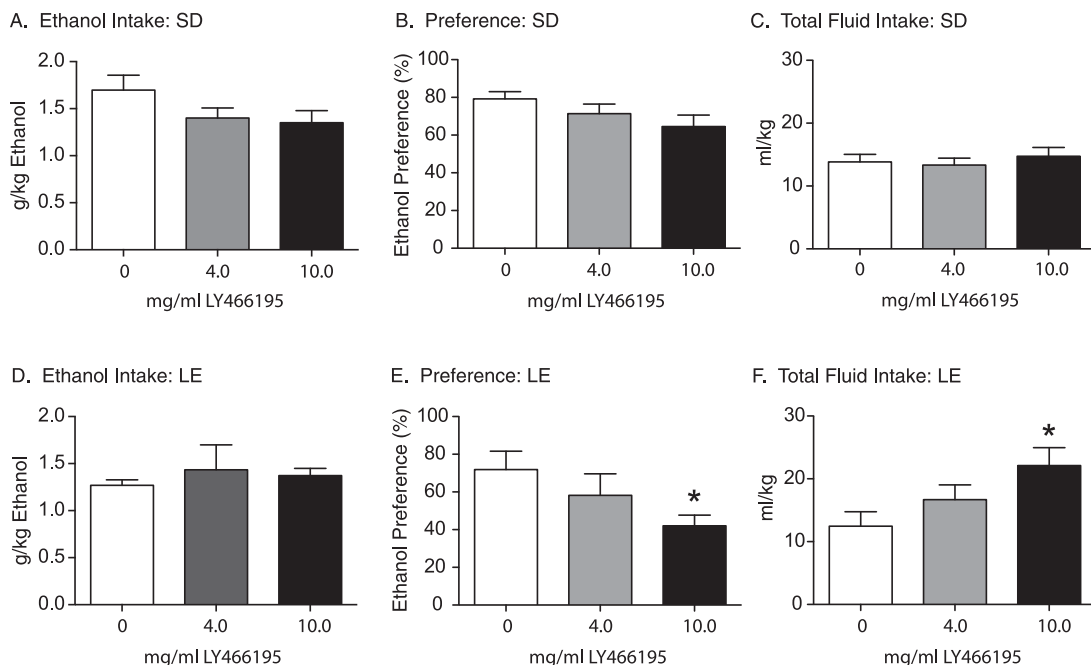 A. Ethanol Intake: SD
g/kg Ethanol
2.0
1.5
1.0
1.5
0.0
0 4.0 10.0
mg/ml LY466195
B. Preference: SD
Ethanol Preference (%)
100
80
60
40
20
0
0 4.0 10.0
mg/ml LY466195
C. Total Fluid Intake: SD
ml/kg
30
20
10
0
0 4.0 10.0
mg/ml LY466195
D. Ethanol Intake: LE
g/kg Ethanol
2.0
1.5
1.0
1.5
0.0
0 4.0 10.0
mg/ml LY466195
E. Preference: LE
Ethanol Preference (%)
100
80
60
40
20
0
*
0 4.0 10.0
mg/ml LY466195
F. Total Fluid Intake: LE
ml/kg
30
20
10
0
*
0 4.0 10.0
mg/ml LY466195